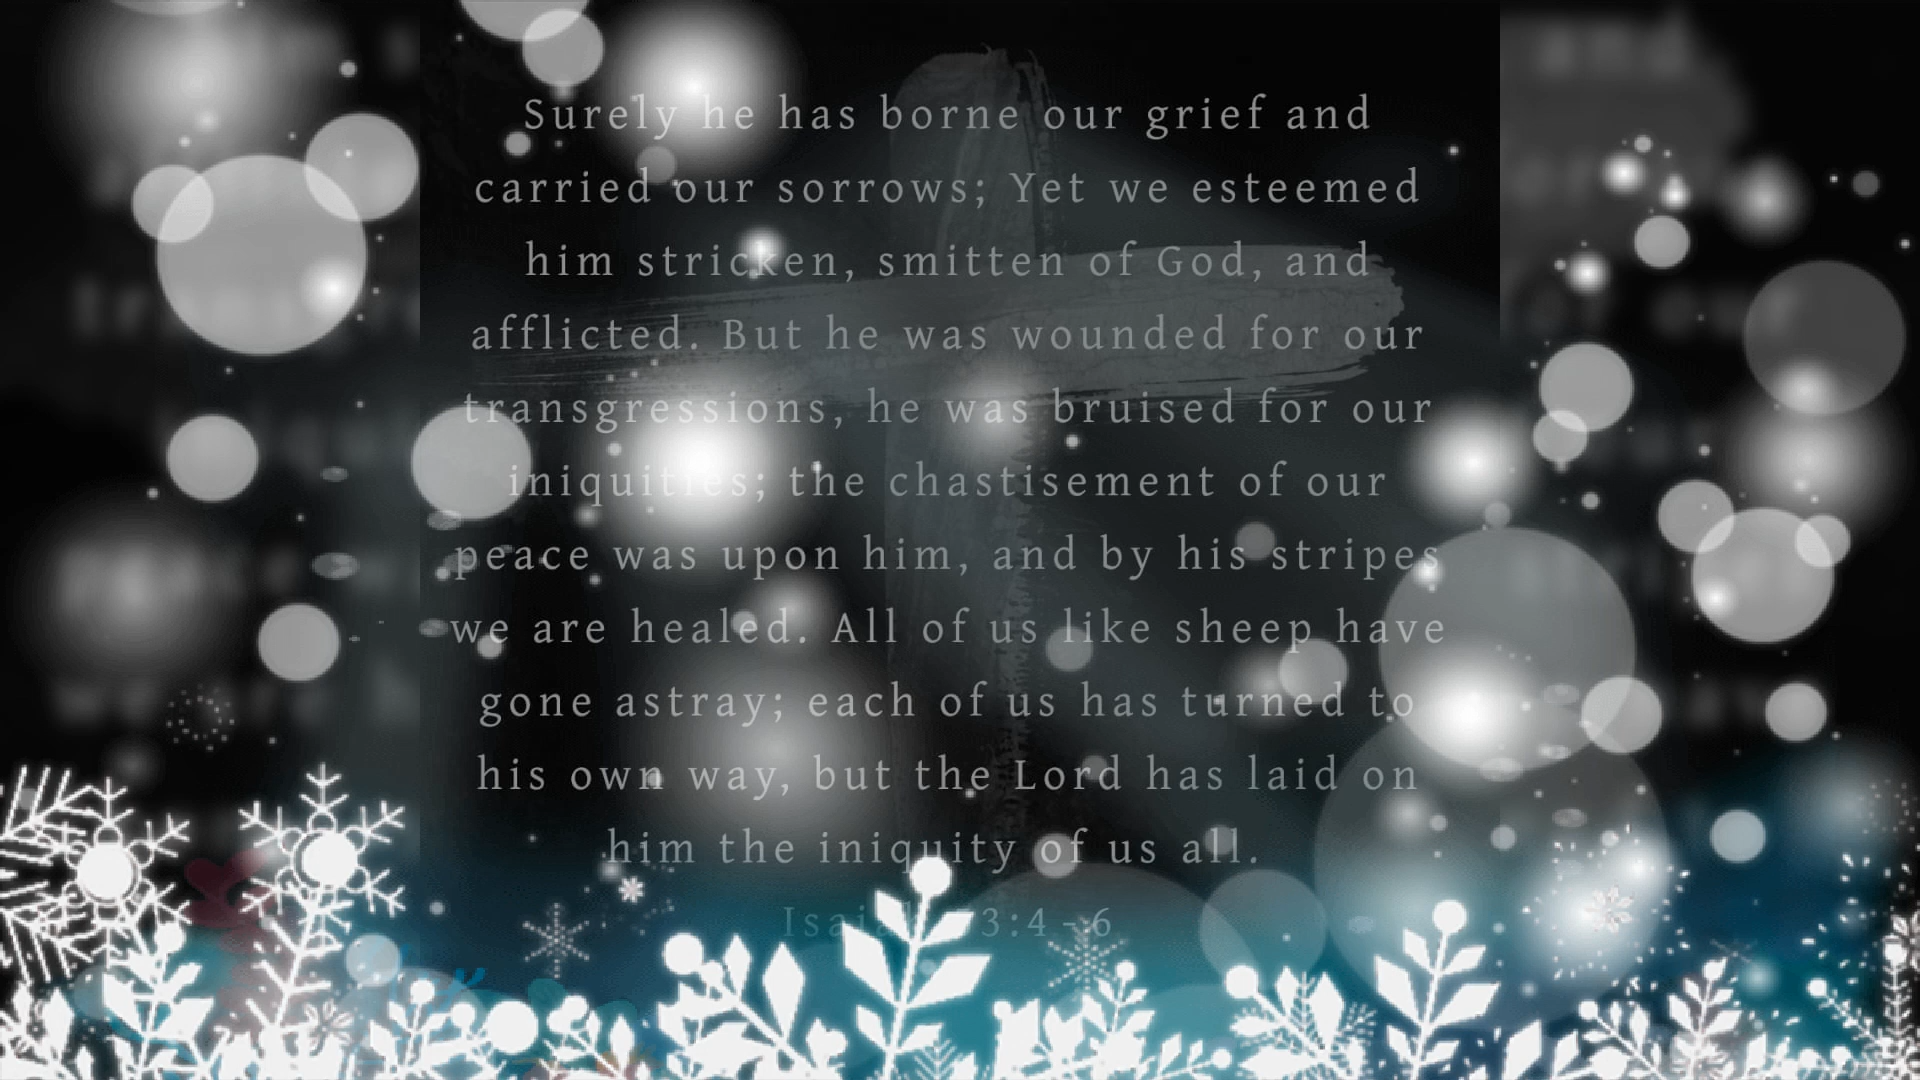 Surely he has borne our grief and
carried our sorrows; Yet we esteemed
him stricken, smitten of God, and
afflicted. But he was wounded for our
transgressions, he was bruised for our
iniquities; the chastisement of our
peace was upon him, and by his stripes
we are healed. All of us like sheep have
gone astray; each of us has turned to
his own way, but the Lord has laid on
him the iniquity of us all.